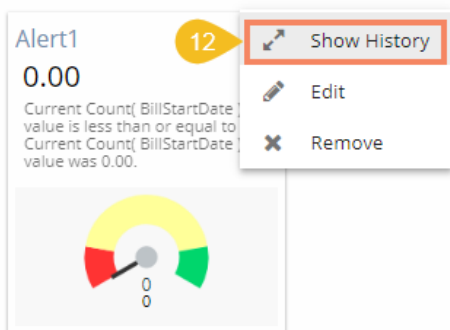 Alert1
12
Show History
0.00
Edit
Current Count( BillStartDate )
value is less than or equal to
Current Count( BillStartDate )
Remove
value was 0.00.
0
0